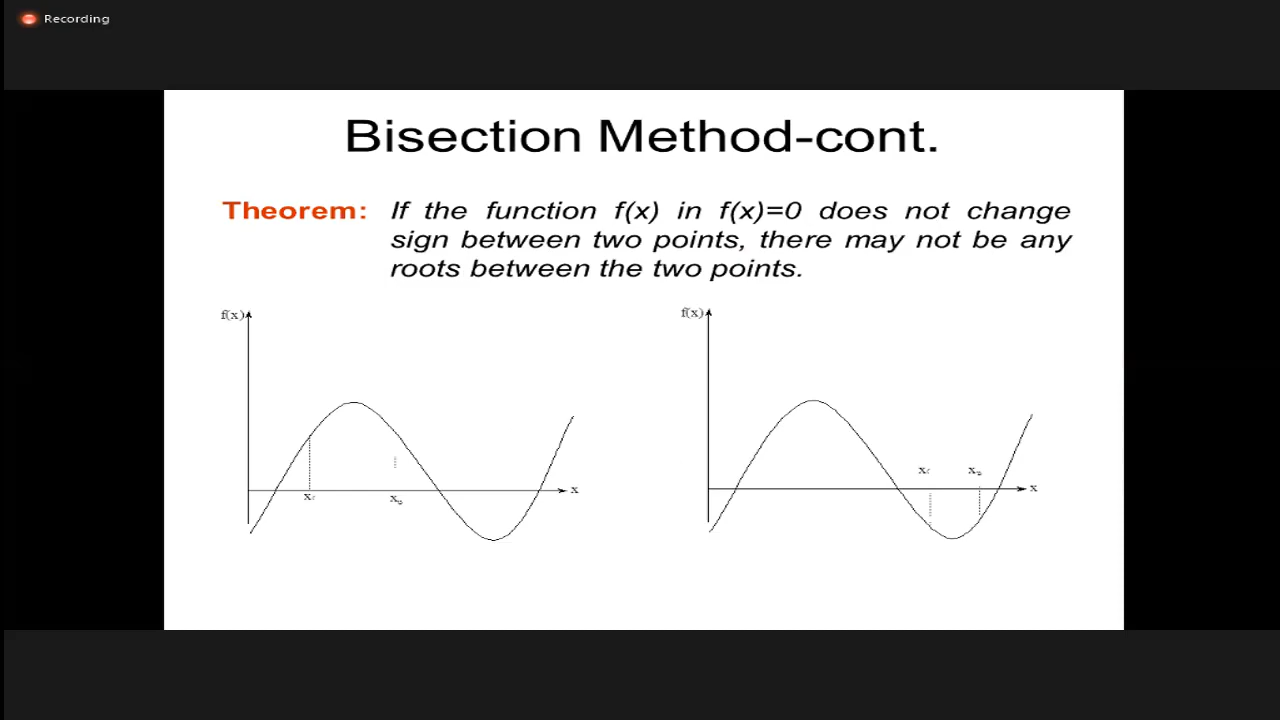 Recording
Bisection Method-cont.
Theorem: If the function f(x) in f(x)=0 does not change
sign between two points, there may not be any
roots between the two points.
f(x)
x
f(x)
x